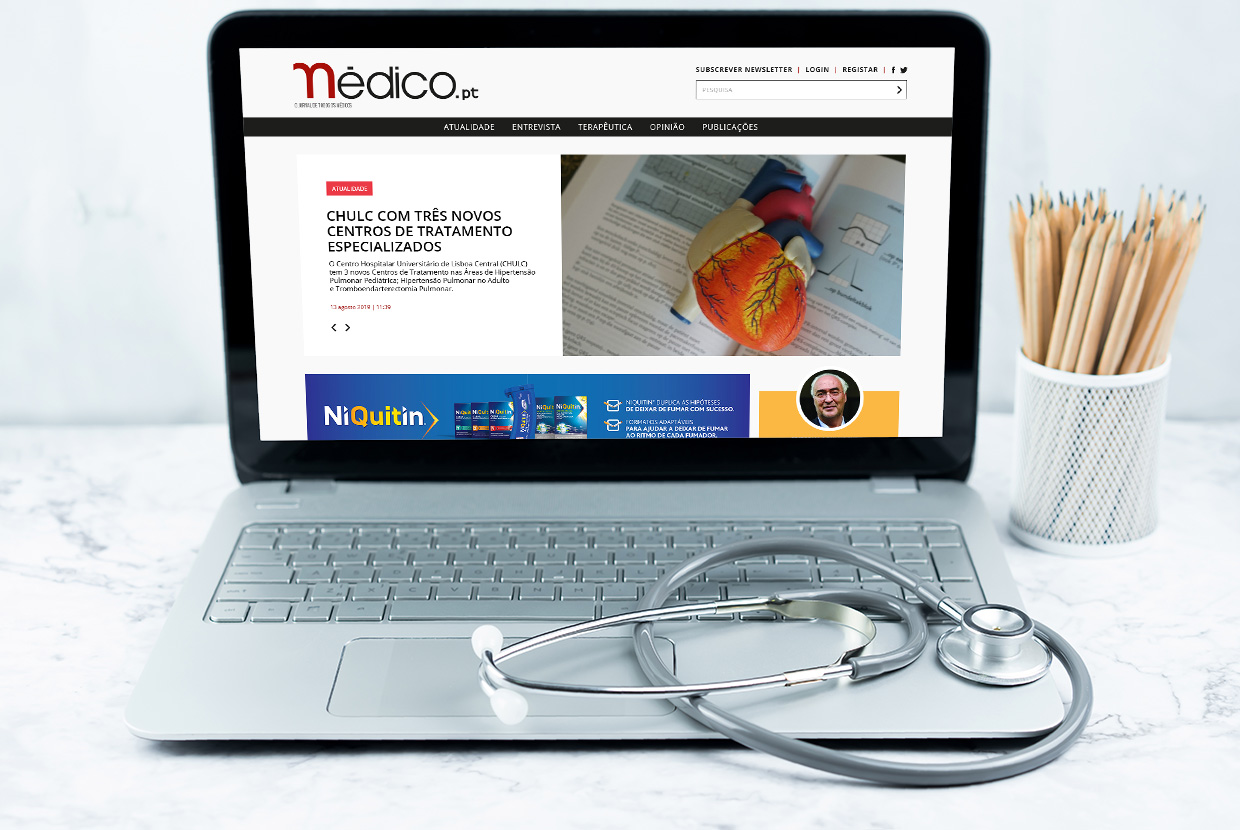 médico.pt
O JORNAL DE TODOS OS MÉDICOS
SUBSCREVER NEWSLETTER | LOGIN | REGISTAR |
PESQUISA
ATUALIDADE ENTREVISTA TERAPÊUTICA OPINIÃO PUBLICAÇÕES
ATUALIDADE
CHULC COM TRÊS NOVOS
CENTROS DE TRATAMENTO
ESPECIALIZADOS
O Centro Hospitalar Universitário de Lisboa Central (CHULC)
tem 3 novos Centros de Tratamento nas Áreas de Hipertensão
Pulmonar Pediátrica; Hipertensão Pulmonar no Adulto
e Tromboendarterectomia Pulmonar.
13 agosto 2019 | 11:39
NiQuitin
NIQUITIN® DUPLICA AS HIPÓTESES
DE DEIXAR DE FUMAR COM SUCESSO.
FORMATOS ADAPTÁVEIS
PARA AJUDAR A DEIXAR DE FUMAR
AO RITMO DE CADA FUMADOR.